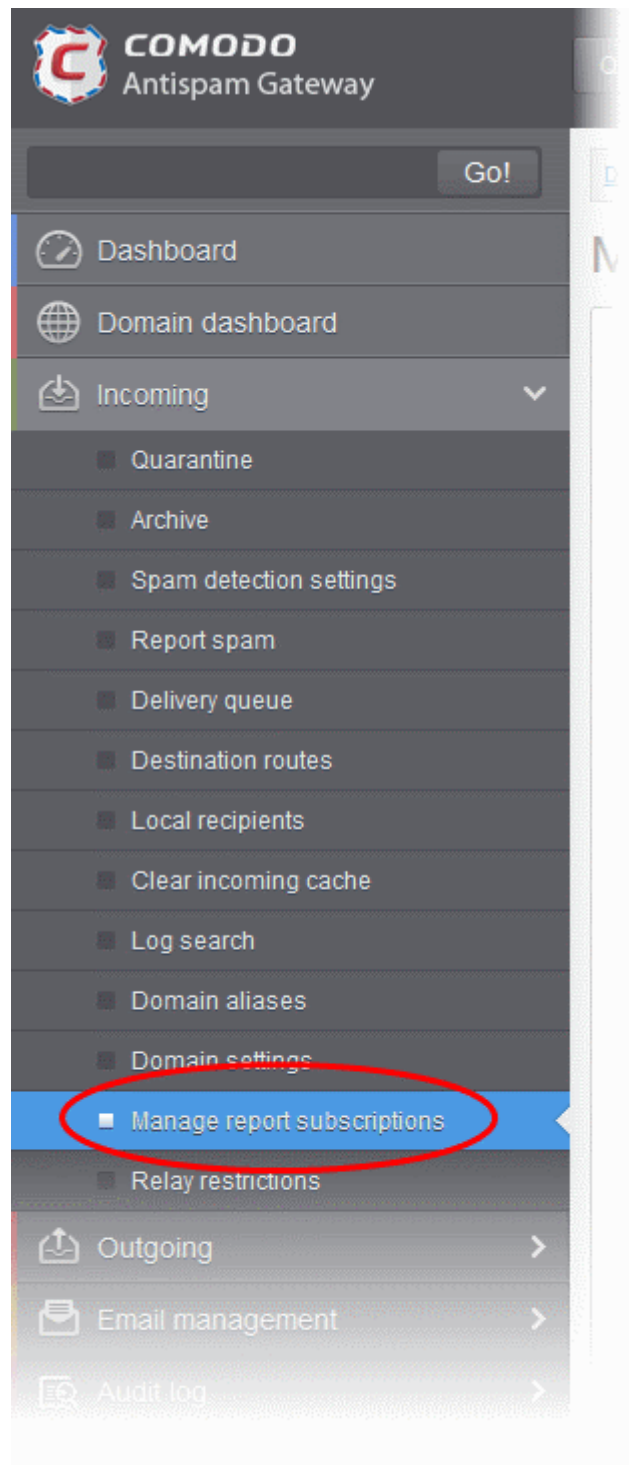 COMODO
Antispam Gateway
Go!
Dashboard
Domain dashboard
Incoming
Quarantine
Archive
Spam detection settings
Report spam
Delivery queue
Destination routes
Local recipients
Clear incoming cache
Log search
Domain aliases
Domain settings
Manage report subscriptions
Relay restrictions
Outgoing
Email management
Audit log